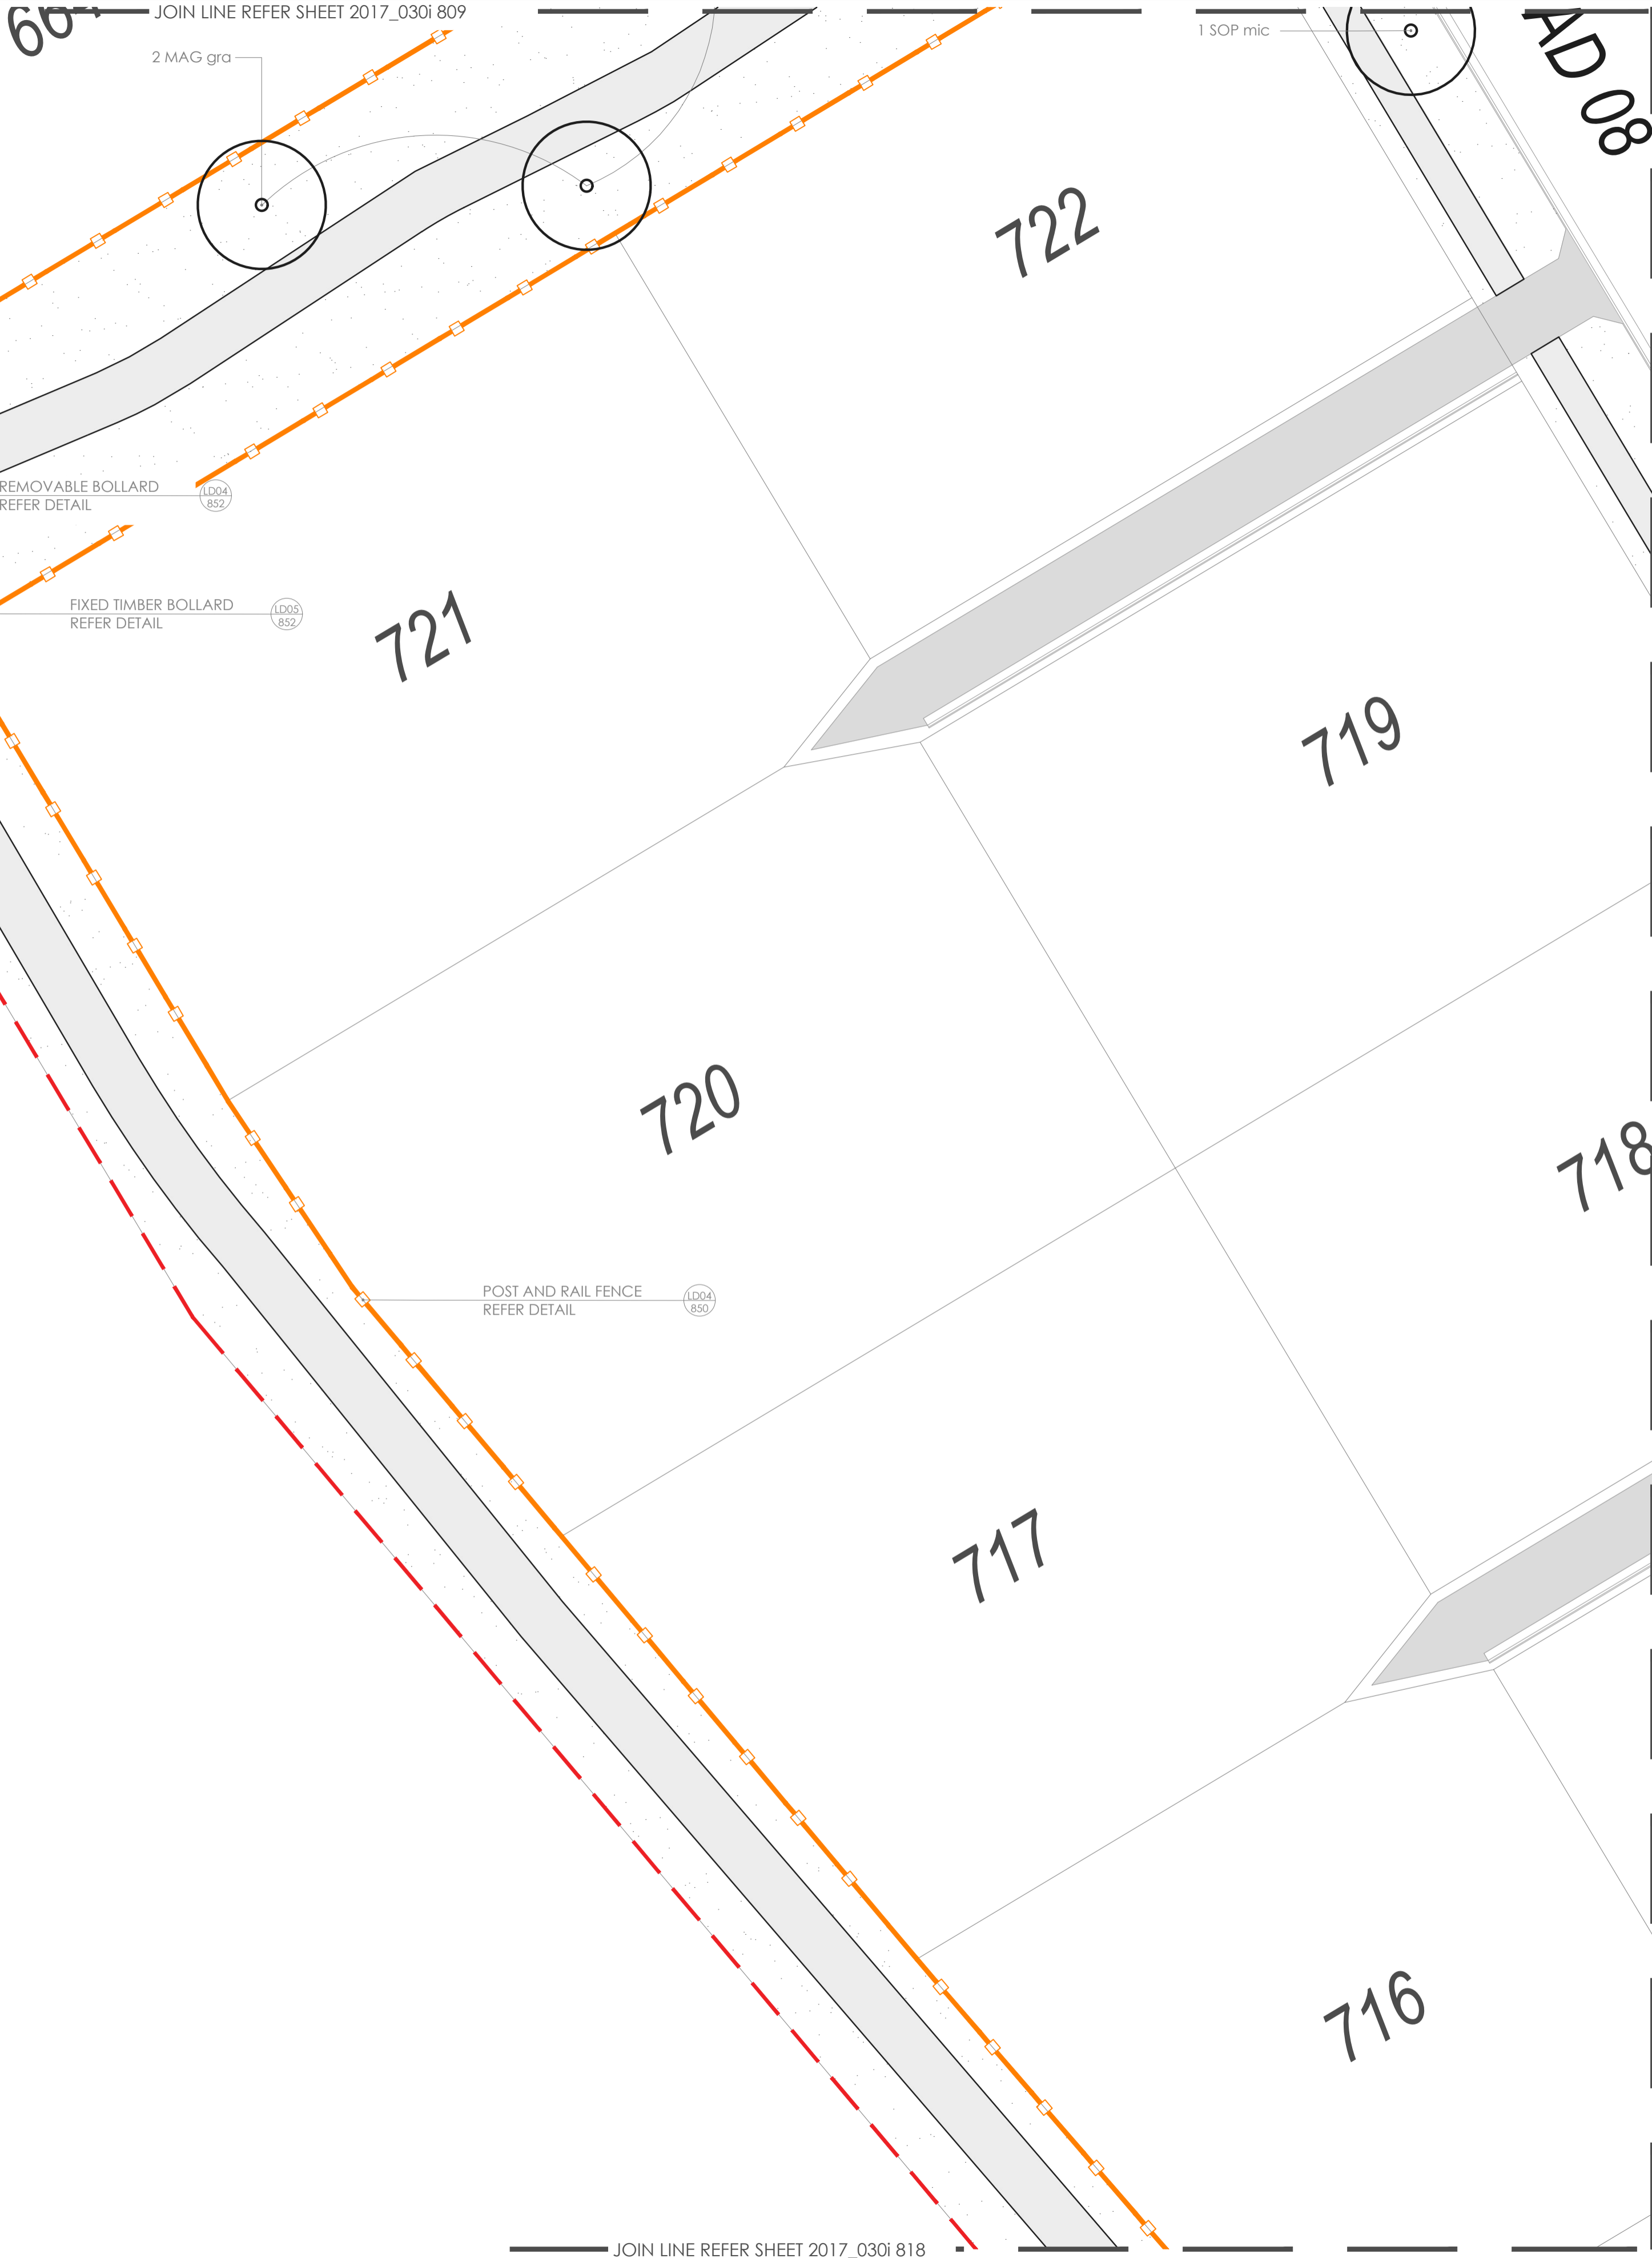 JOIN LINE REFER SHEET 2017_030i 809
2 MAG gra
1 SOP mic
AD 08
722
REMOVABLE BOLLARD
REFER DETAIL
LD04
852
FIXED TIMBER BOLLARD
REFER DETAIL
LD05
852
721
719
720
718
POST AND RAIL FENCE
REFER DETAIL
LD04
850
717
716
JOIN LINE REFER SHEET 2017_030i 818